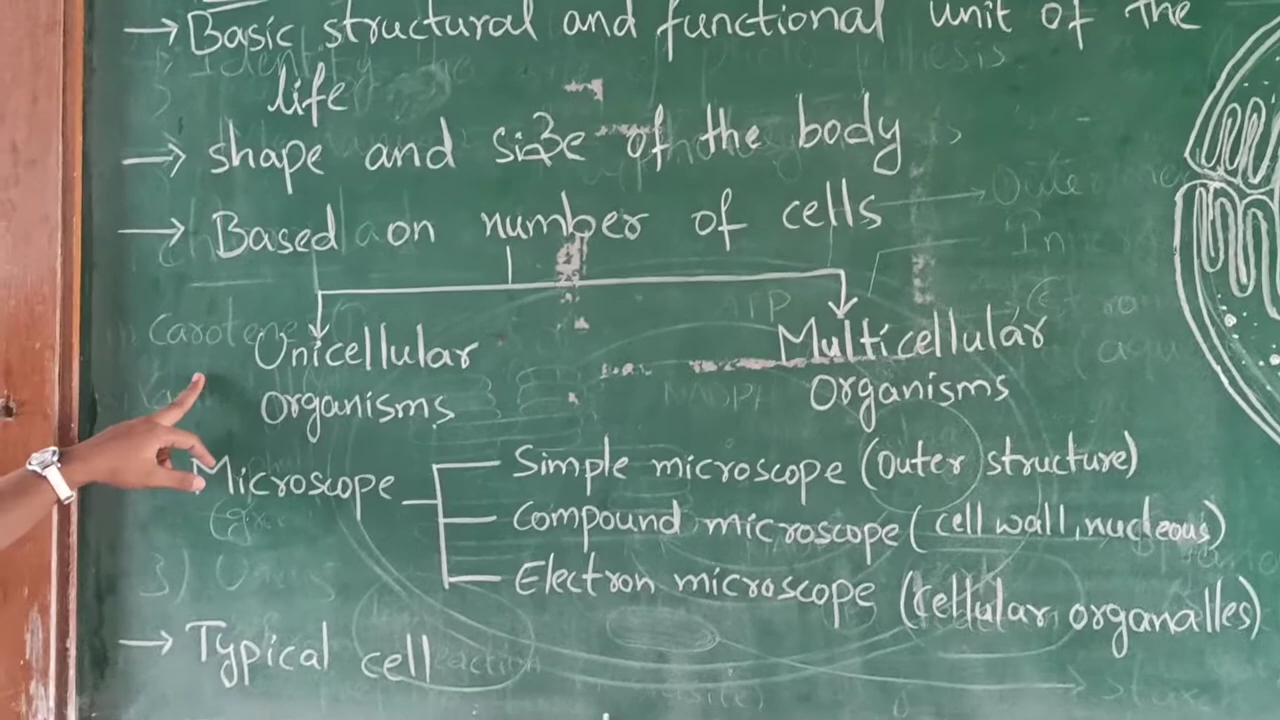 → Basic structural and functional unit of the
life
→ shape and size of the body
→ Based on number of cells
Unicellular
organisms
Multicellular
organisms
Microscope
Simple microscope (outer structure)
Compound microscope (cell wall, nucleous)
Electron microscope (cellular organalles)
→ Typical cell